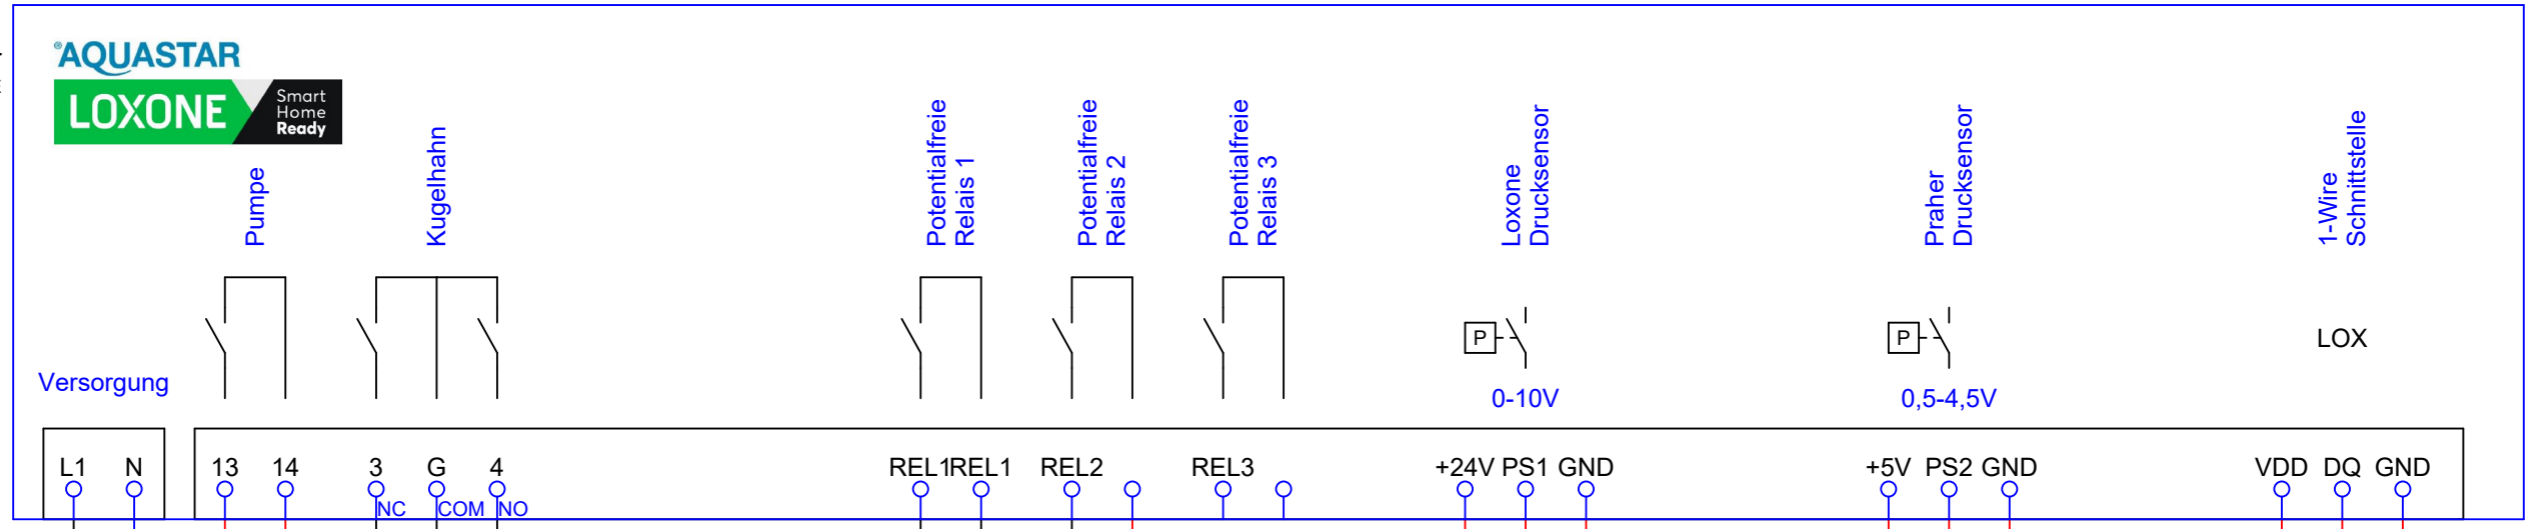 ®AQUASTAR
LOXONE
Smart
Home
Ready
Pumpe
Kugelhahn
Potentialfreie
Relais 1
Potentialfreie
Relais 2
Potentialfreie
Relais 3
Loxone
Drucksensor
Praher
Drucksensor
1-Wire
Schnittstelle
P
P
LOX
Versorgung
0-10V
0,5-4,5V
L1 N 13 14 3 G 4 REL1 REL1 REL2 REL3 +24V PS1 GND +5V PS2 GND VDD DQ GND
NC COM NO